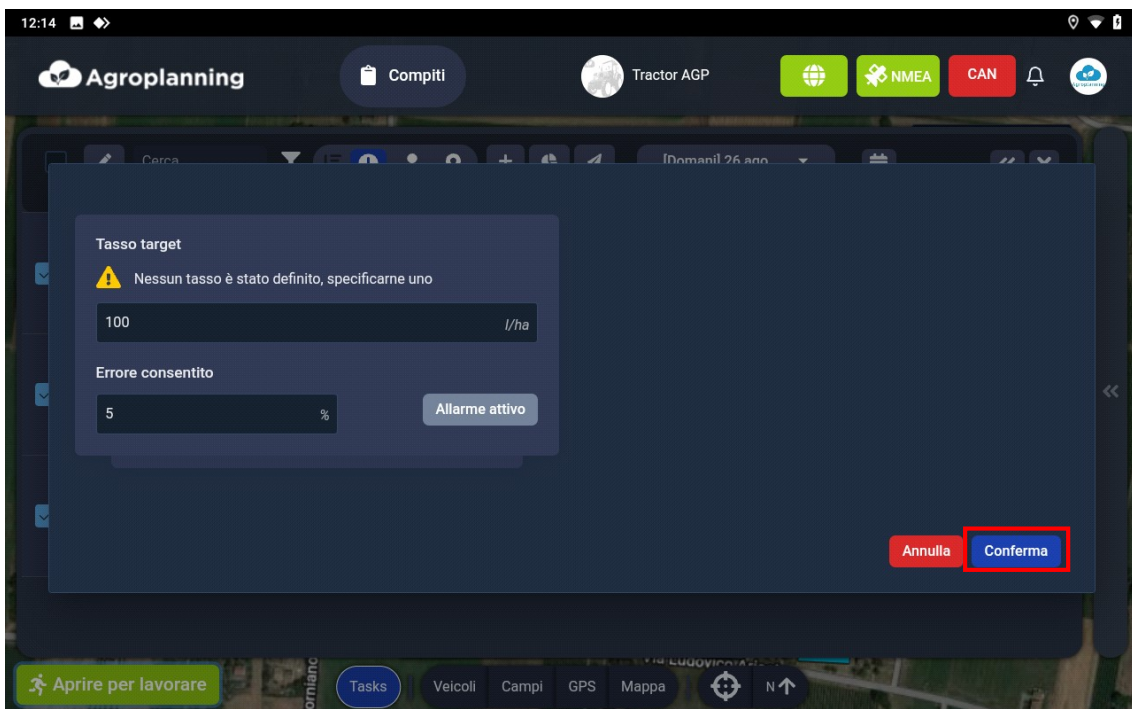 12:14
Agroplanning
Compiti
Tractor AGP
NMEA
CAN
Cerca
[Domani] 26 ago
Tasso target
Nessun tasso è stato definito, specificarne uno
100 l/ha
Errore consentito
5 %
Allarme attivo
Annulla
Conferma
Aprire per lavorare
Tasks
Veicoli
Campi
GPS
Mappa
N